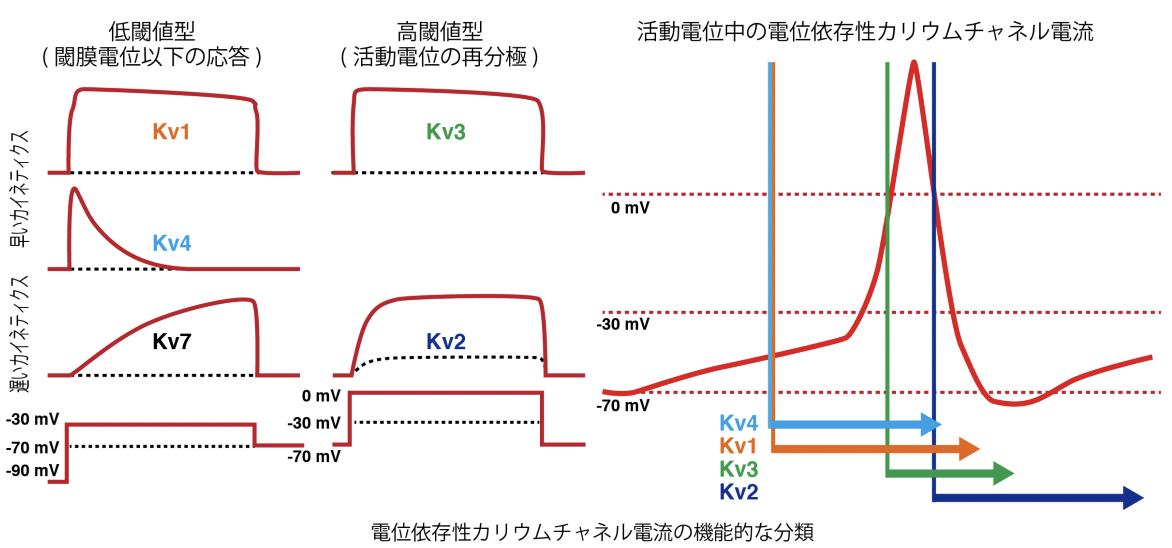 低閾値型
( 閾膜電位以下の応答 )
高閾値型
( 活動電位の再分極 )
活動電位中の電位依存性カリウムチャネル電流
早いカイネティクス
遅いカイネティクス
Kv1
Kv4
Kv7
-30 mV
-70 mV
-90 mV
Kv3
Kv2
0 mV
-30 mV
-70 mV
0 mV
-30 mV
-70 mV
Kv4
Kv1
Kv3
Kv2
電位依存性カリウムチャネル電流の機能的な分類